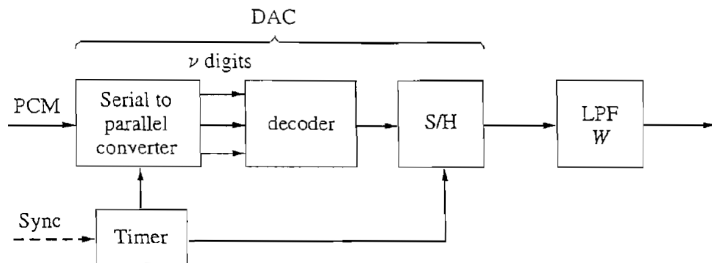 DAC
ν digits
PCM
Serial to
parallel
converter
decoder
S/H
LPF
W
Sync
Timer